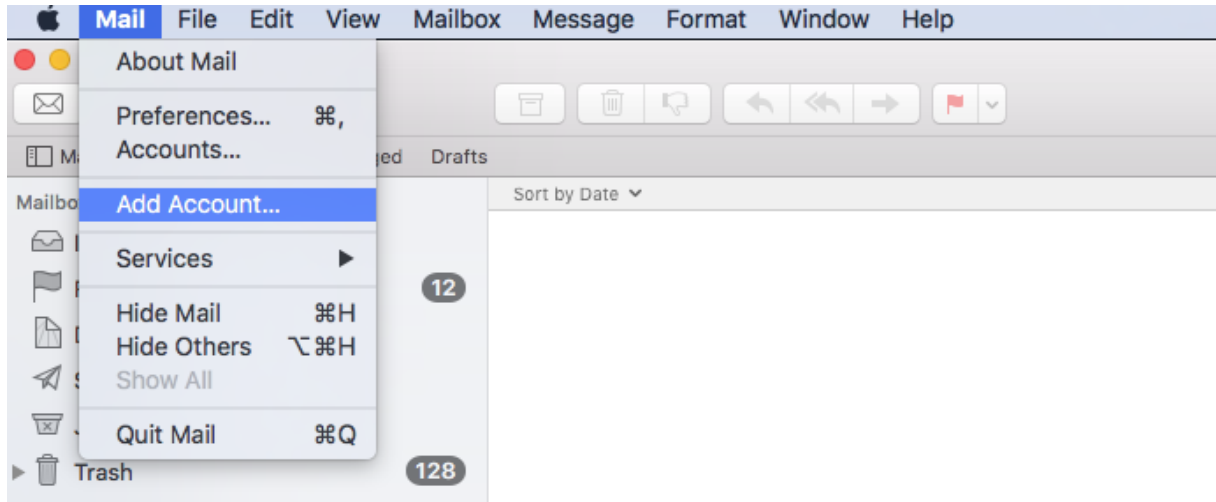 Mail File Edit View Mailbox Message Format Window Help
About Mail
Preferences... ⌘,
Accounts...
Drafts
Add Account...
Sort by Date
Services
12
Hide Mail ⌘H
Hide Others ⌥⌘H
Show All
Quit Mail ⌘Q
Trash 128